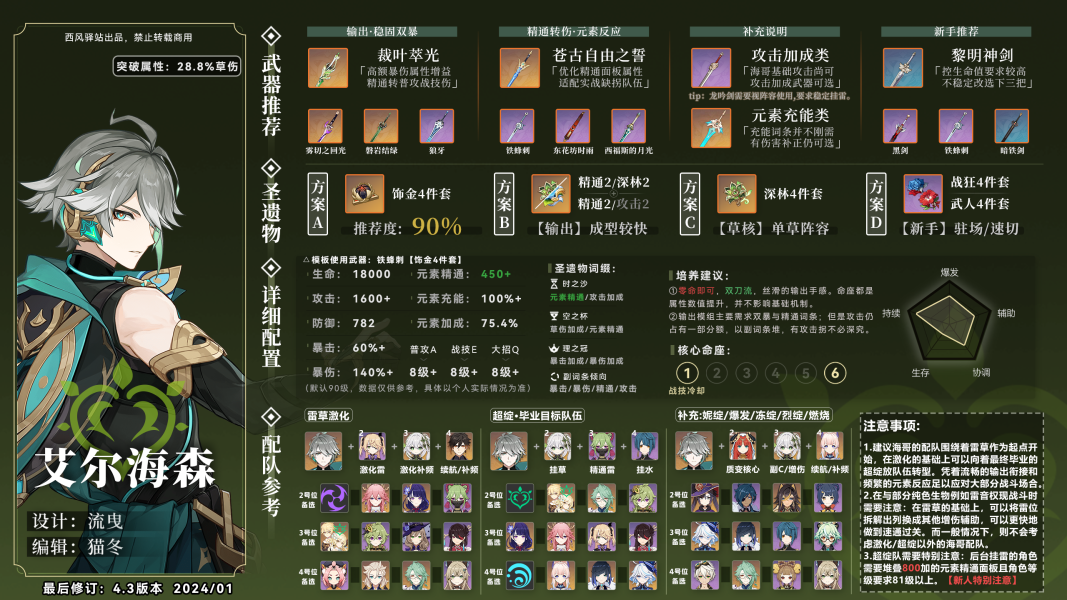 西风驿站出品，禁止转载商用
突破属性：28.8%草伤
艾尔海森
设计：流曳
编辑：猫冬
最后修订：4.3版本 2024/01
武器推荐
输出·稳固双暴
裁叶萃光
「高额暴伤属性增益
精通转普攻战技伤」
雾切之回光
磐岩结绿
狼牙
精通转伤·元素反应
苍古自由之誓
「优化精通面板属性
适配实战缺拐队伍」
铁蜂刺
东花坊时雨
西福斯的月光
补充说明
攻击加成类
「海哥基础攻击尚可
攻击加成武器可选」
tip：龙吟剑需要视阵容使用,要求稳定挂雷。
元素充能类
「充能词条并不刚需
有伤害补正仍可选」
新手推荐
黎明神剑
「控生命值要求较高
不稳定改选下三把」
黑剑
铁蜂刺
暗铁剑
圣遗物
方案A
饰金4件套
推荐度：90%
方案B
精通2/深林2
精通2/攻击2
【输出】成型较快
方案C
深林4件套
【草核】单草阵容
方案D
战狂4件套
武人4件套
【新手】驻场/速切
详细配置
△模板使用武器：铁蜂刺【饰金4件套】
生命： 18000 元素精通： 450+
攻击： 1600+ 元素充能： 100%+
防御： 782 元素加成： 75.4%
暴击： 60%+ 普攻A 战技E 大招Q
暴伤： 140%+ 8级+ 8级+ 8级+
（默认90级，数据仅供参考，具体以个人实际情况为准）
圣遗物词缀：
时之沙
元素精通/攻击加成
空之杯
草伤加成/元素精通
理之冠
暴击加成/暴伤加成
副词条倾向
暴击/暴伤/精通/攻击
培养建议：
①零命即可，双刀流，丝滑的输出手感。命座都是
属性数值提升，并不影响基础机制。
②输出模组主要需求双暴与精通词条；但是攻击仍
占有一部分额，以副词条堆，有攻击拐不必深究。
核心命座：
1 2 3 4 5 6
战技冷却
爆发
辅助
协调
生存
持续
配队参考
雷草激化
1 + 2 + 3 + 4
激化雷
激化补频
续航/补频
2号位
备选
3号位
备选
4号位
备选
超绽·毕业目标队伍
1 + 2 + 3 + 4
挂草
精通雷
挂水
2号位
备选
3号位
备选
4号位
备选
补充:妮绽/爆发/冻绽/烈绽/燃烧
1 + 2 + 3 + 4
质变核心
副C/增伤
续航/补频
2号位
备选
3号位
备选
4号位
备选
注意事项：
1.建议海哥的配队围绕着雷草作为起点开
始，在激化的基础上可以向着最终毕业的
超绽放队伍转型。凭着流畅的输出衔接和
频繁的元素反应足以应对大部分战斗场合。
2.在与部分纯色生物例如雷音权现战斗时
需要注意：在雷草的基础上，可以将雷位
拆解出列换成其他增伤辅助，可以更快地
做到速通过关。而一般情况下，则不会考
虑激化/超绽以外的海哥配队。
3.超绽队需要特别注意：后台挂雷的角色
需要堆叠800加的元素精通面板且角色等
级要求81级以上。【新人特别注意】